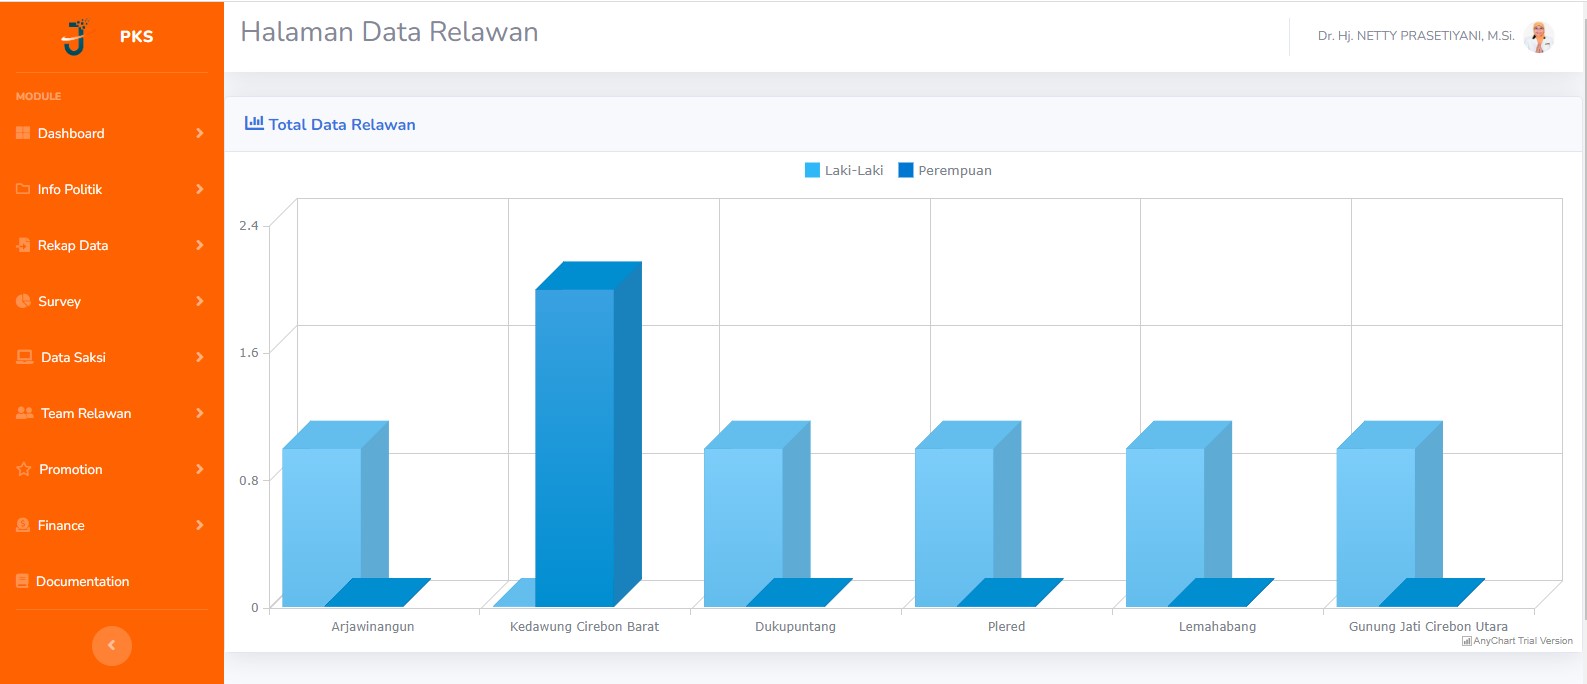 PKS
MODULE
Dashboard
Info Politik
Rekap Data
Survey
Data Saksi
Team Relawan
Promotion
Finance
Documentation
Halaman Data Relawan
Dr. Hj. NETTY PRASETIYANI, M.Si.
Total Data Relawan
Laki-Laki Perempuan
2.4
1.6
0.8
0
Arjawinangun Kedawung Cirebon Barat Dukupuntang Plered Lemahabang Gunung Jati Cirebon Utara
AnyChart Trial Version